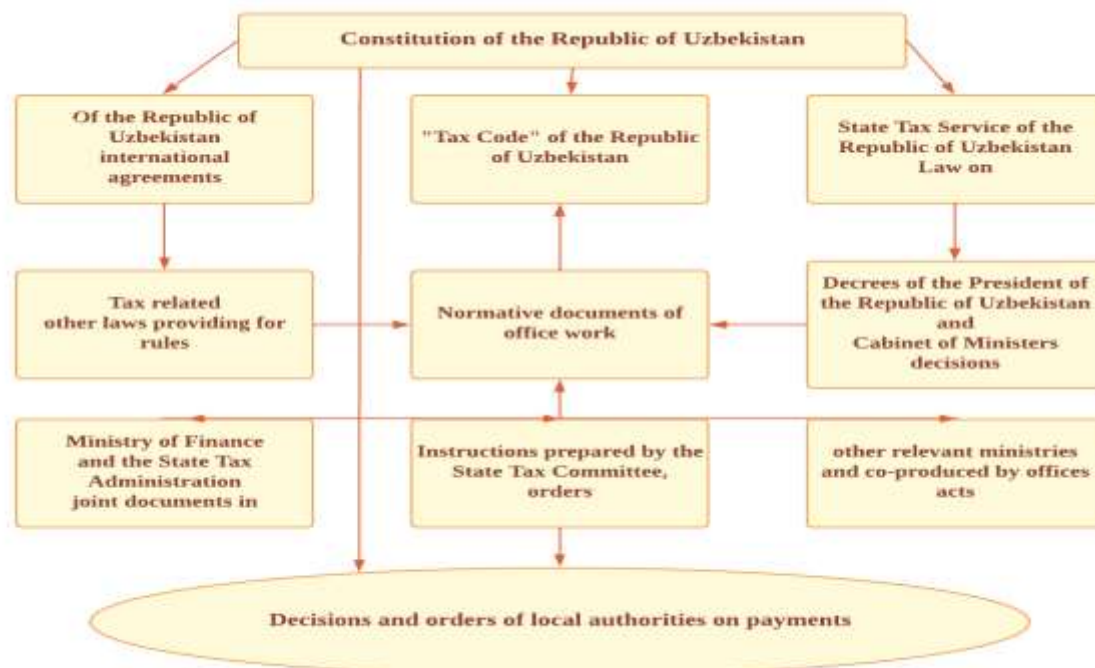 Constitution of the Republic of Uzbekistan
Of the Republic of
Uzbekistan
international
agreements
"Tax Code" of the Republic
of Uzbekistan
State Tax Service of the
Republic of Uzbekistan
Law on
Tax related
other laws providing for
rules
Normative documents of
office work
Decrees of the President of
the Republic of Uzbekistan
and
Cabinet of Ministers
decisions
Ministry of Finance
and the State Tax
Administration
joint documents in
Instructions prepared by the
State Tax Committee,
orders
other relevant ministries
and co-produced by offices
acts
Decisions and orders of local authorities on payments